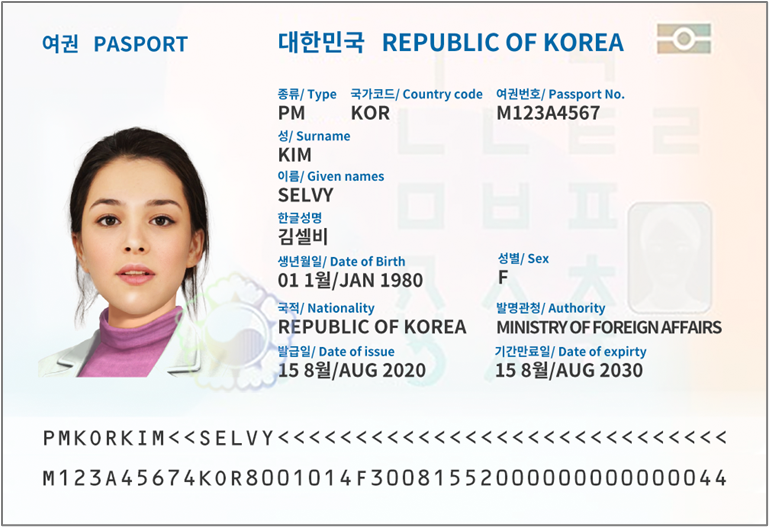 여권 PASPORT 대한민국 REPUBLIC OF KOREA
종류/ Type 국가코드/ Country code 여권번호/ Passport No.
PM KOR M123A4567
성/ Surname
KIM
이름/ Given names
SELVY
한글성명
김셀비
생년월일/ Date of Birth 성별/ Sex
01 1월/JAN 1980 F
국적/ Nationality 발명관청/ Authority
REPUBLIC OF KOREA MINISTRY OF FOREIGN AFFAIRS
발급일/ Date of issue 기간만료일/ Date of expirty
15 8월/AUG 2020 15 8월/AUG 2030
PMKORKIM<<SELVY<<<<<<<<<<<<<<<<<<<<<<<<<<<<<
M123A45674KOR8001014F30081552000000000000044